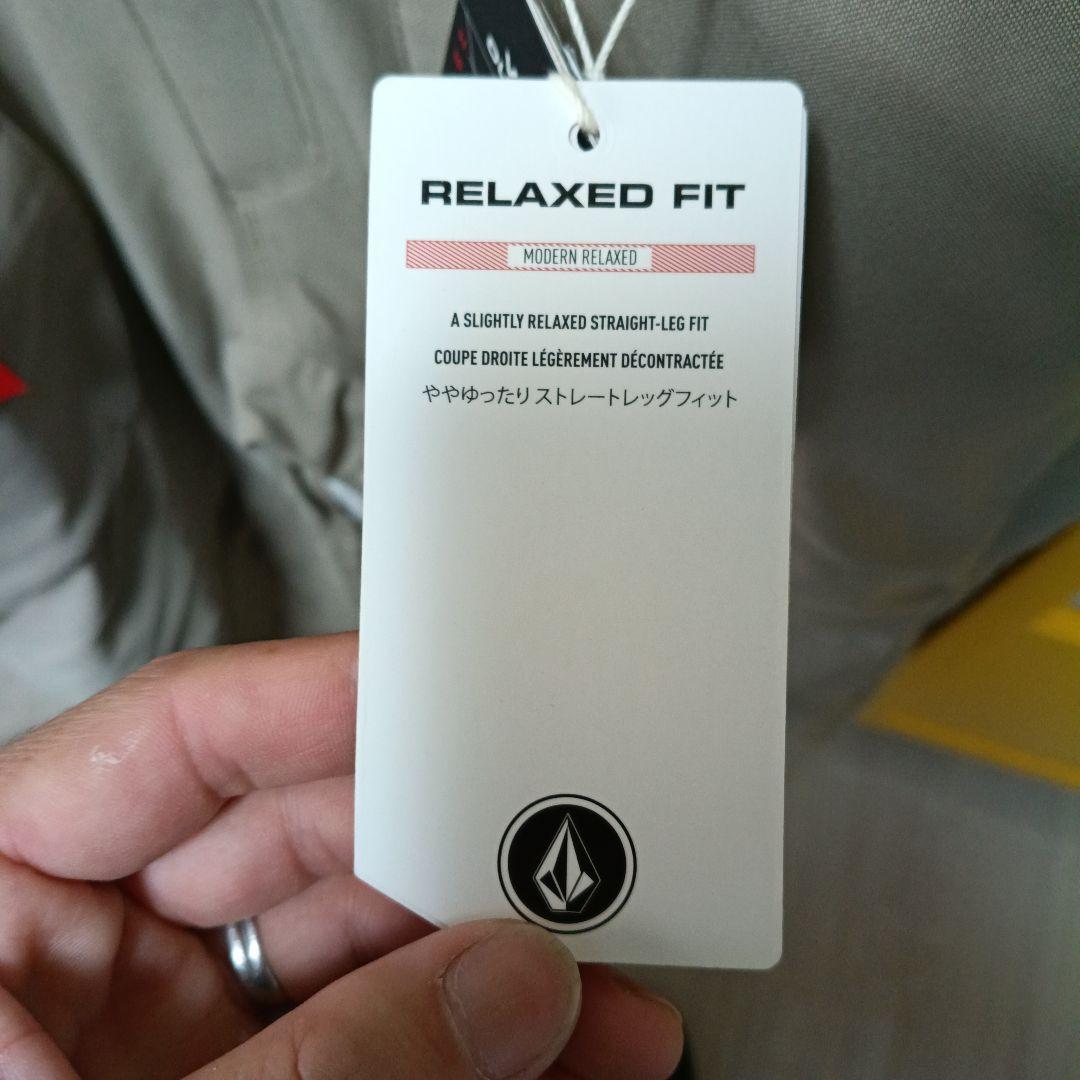 RELAXED FIT
MODERN RELAXED
A SLIGHTLY RELAXED STRAIGHT-LEG FIT
COUPE DROITE LÉGÈREMENT DÉCONTRACTÉE
ややゆったり ストレートレッグフィット